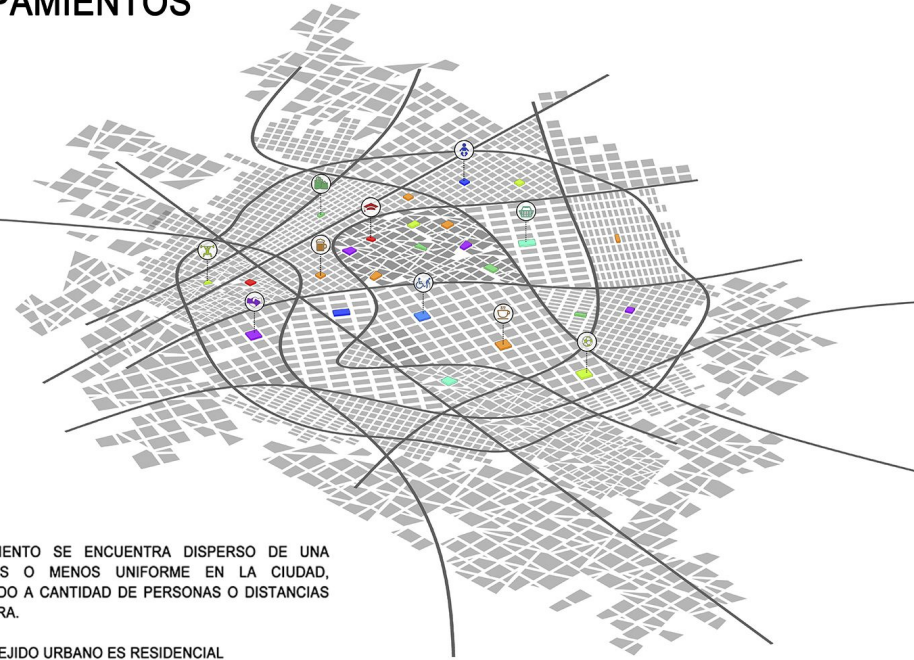 PAMIENTOS
IENTO SE ENCUENTRA DISPERSO DE UNA
S O MENOS UNIFORME EN LA CIUDAD,
DO A CANTIDAD DE PERSONAS O DISTANCIAS
RA.
EJIDO URBANO ES RESIDENCIAL